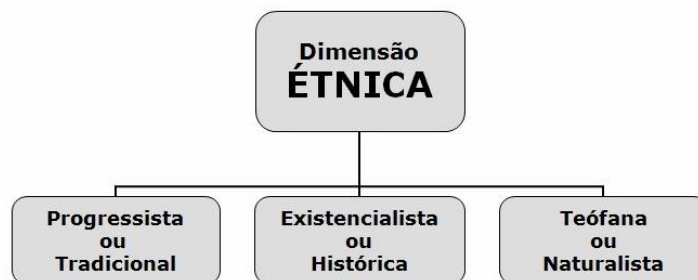 Dimensão
ÉTNICA
Progressista
ou
Tradicional
Existencialista
ou
Histórica
Teófana
ou
Naturalista